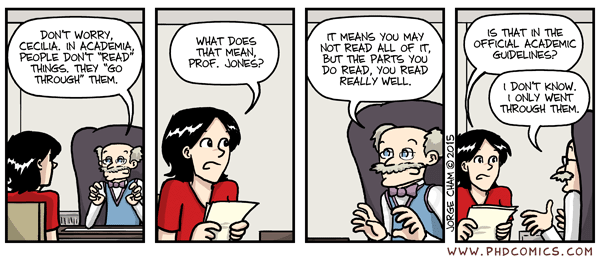 DON'T WORRY,
CECILIA. IN ACADEMIA,
PEOPLE DON'T "READ"
THINGS. THEY "GO
THROUGH" THEM.
WHAT DOES
THAT MEAN,
PROF. JONES?
IT MEANS YOU MAY
NOT READ ALL OF IT,
BUT THE PARTS YOU
DO READ, YOU READ
REALLY WELL.
IS THAT IN THE
OFFICIAL ACADEMIC
GUIDELINES?
I DON'T KNOW.
I ONLY WENT
THROUGH THEM.
JORGE CHAM © 2015
WWW.PHDCOMICS.COM